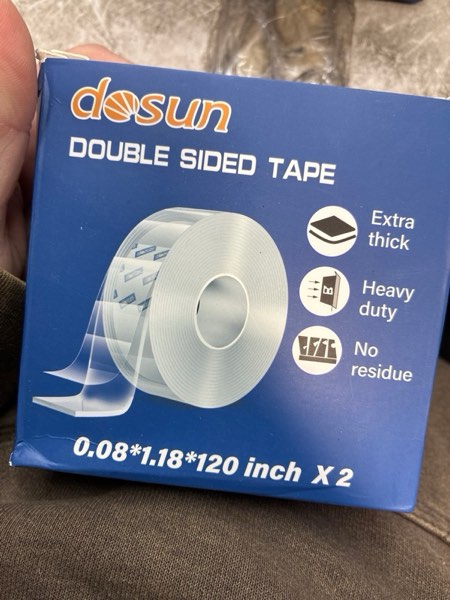 dosun
DOUBLE SIDED TAPE
Extra
thick
Heavy
duty
No
residue
0.08*1.18*120 inch X 2